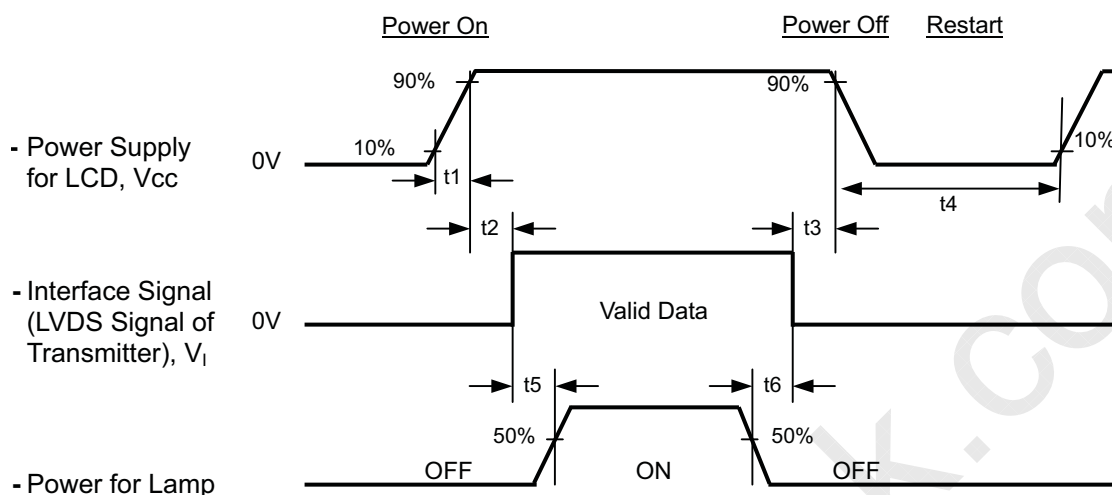 Power On Power Off Restart
90% 90%
10% 10%
- Power Supply
for LCD, Vcc
0V
t1
t4
t2 t3
- Interface Signal
(LVDS Signal of
Transmitter), VI
0V
Valid Data
t5 t6
50% 50%
OFF ON OFF
- Power for Lamp
k.com